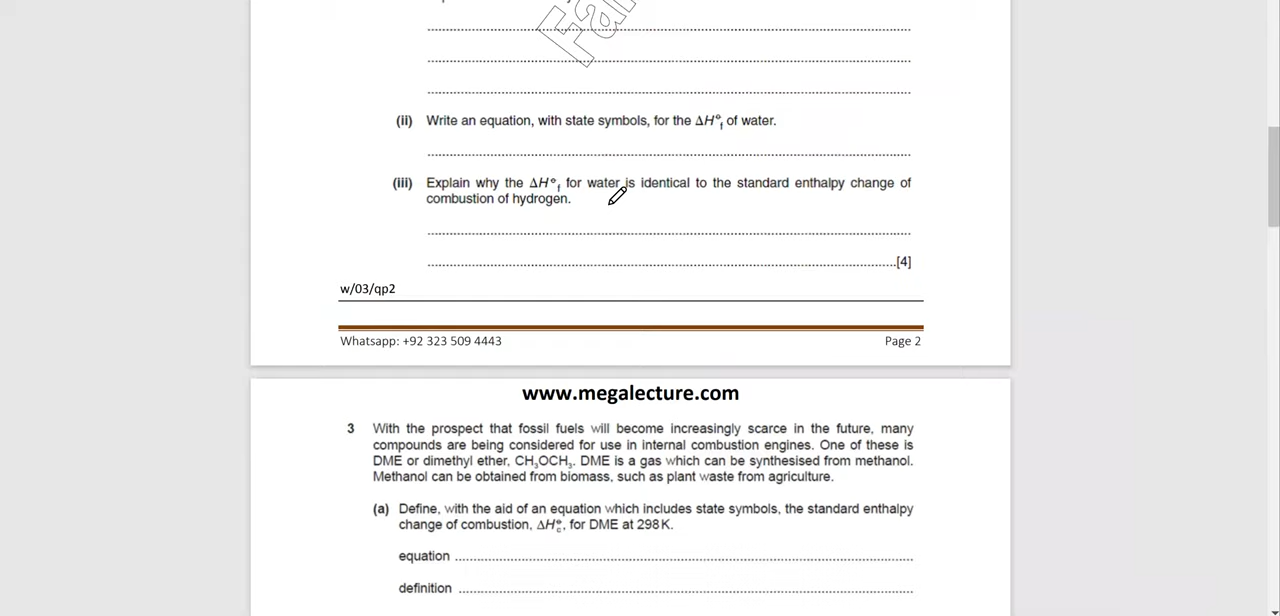 (ii) Write an equation, with state symbols, for the ΔH°f of water.
(iii) Explain why the ΔH°f for water is identical to the standard enthalpy change of
combustion of hydrogen.
[4]
w/03/qp2
Whatsapp: +92 323 509 4443 Page 2
www.megalecture.com
3 With the prospect that fossil fuels will become increasingly scarce in the future, many
compounds are being considered for use in internal combustion engines. One of these is
DME or dimethyl ether, CH3OCH3. DME is a gas which can be synthesised from methanol.
Methanol can be obtained from biomass, such as plant waste from agriculture.
(a) Define, with the aid of an equation which includes state symbols, the standard enthalpy
change of combustion, ΔH°c, for DME at 298 K.
equation
definition